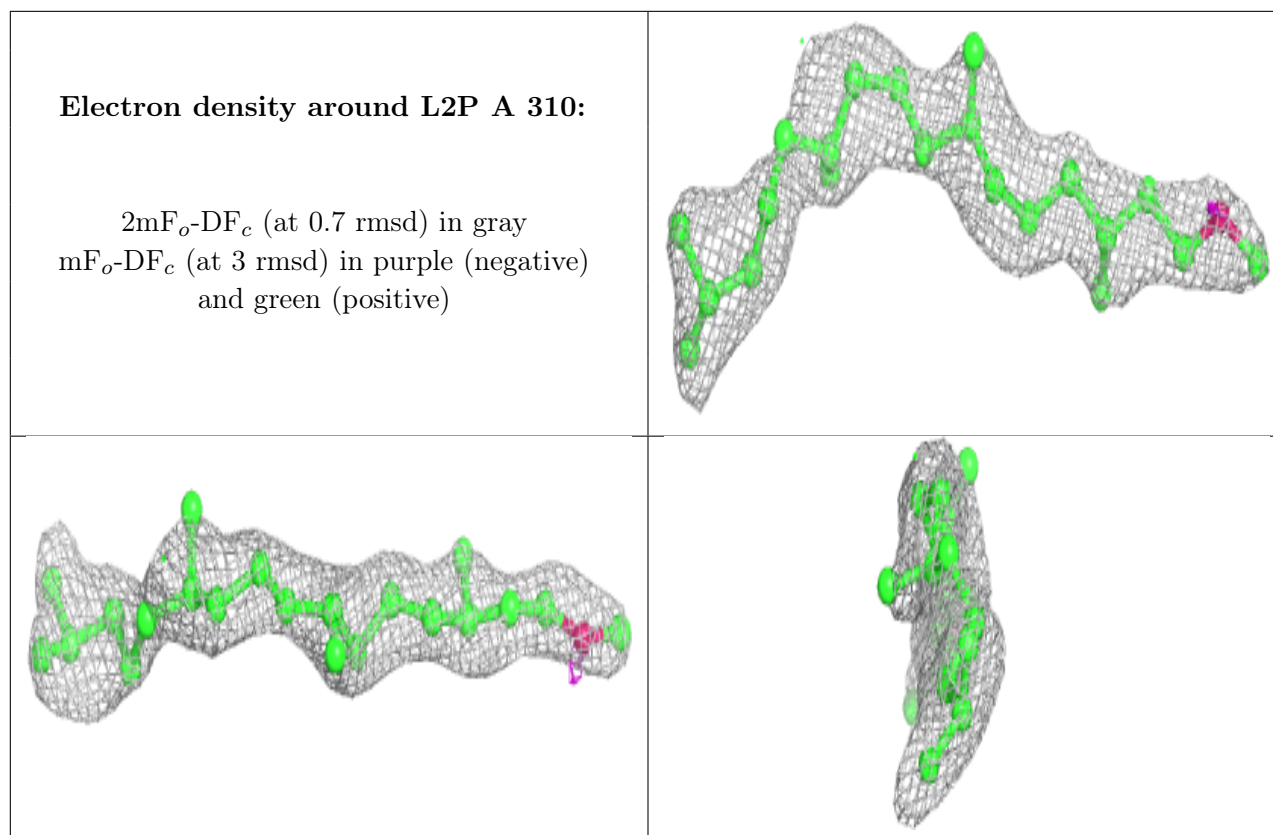 Electron density around L2P A 310:
2mFₒ-DF𝒸 (at 0.7 rmsd) in gray
mFₒ-DF𝒸 (at 3 rmsd) in purple (negative)
and green (positive)